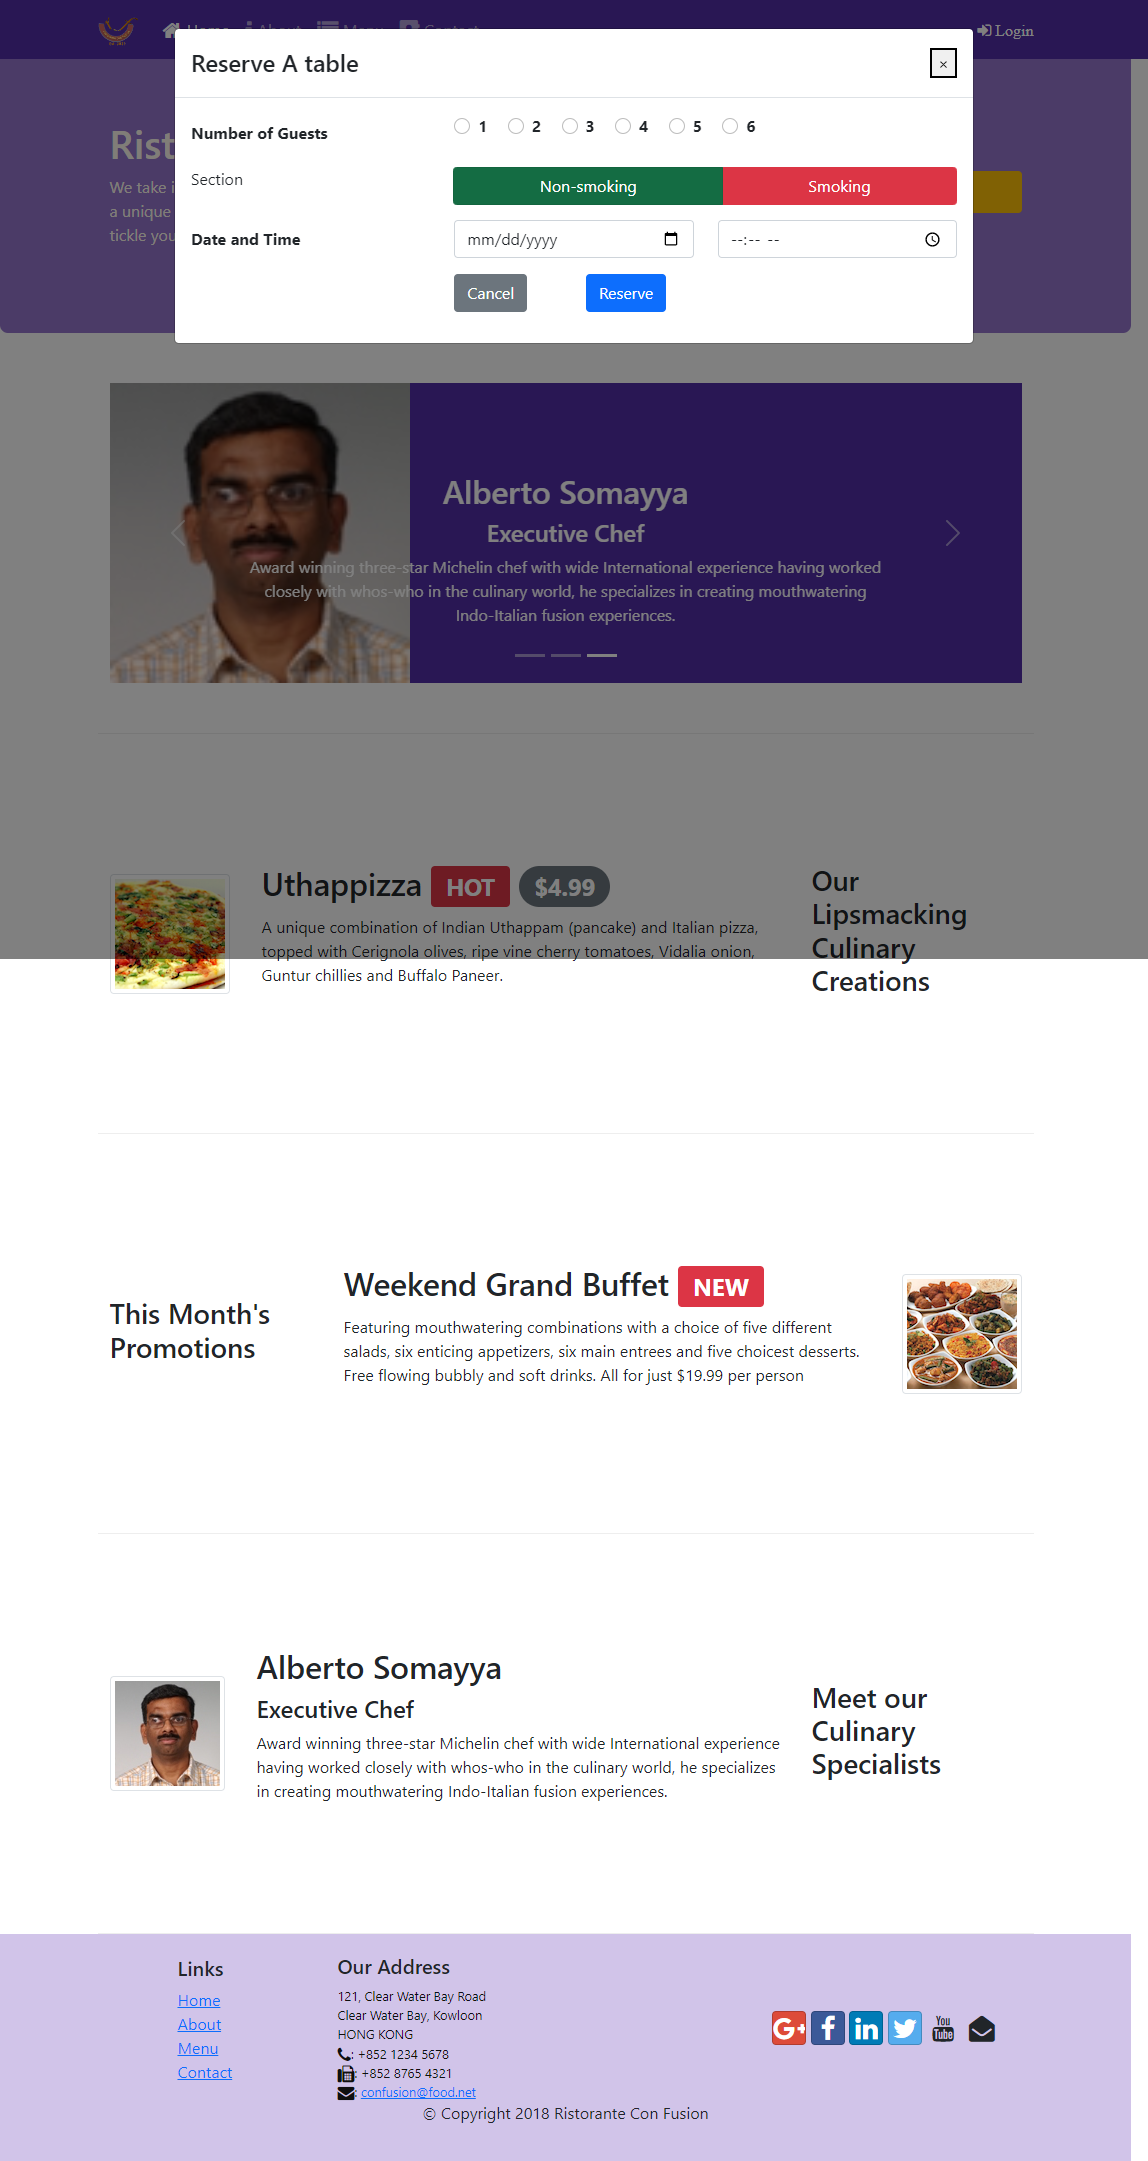 Home About Menu Contact Login
Reserve A table
×
Number of Guests
1 2 3 4 5 6
Section
Non-smoking Smoking
Date and Time
mm/dd/yyyy
--:-- --
Cancel Reserve
Rist
We take i
a unique
tickle you
Alberto Somayya
Executive Chef
Award winning three-star Michelin chef with wide International experience having worked
closely with whos-who in the culinary world, he specializes in creating mouthwatering
Indo-Italian fusion experiences.
Uthappizza HOT $4.99
A unique combination of Indian Uthappam (pancake) and Italian pizza,
topped with Cerignola olives, ripe vine cherry tomatoes, Vidalia onion,
Guntur chillies and Buffalo Paneer.
Our
Lipsmacking
Culinary
Creations
This Month's
Promotions
Weekend Grand Buffet NEW
Featuring mouthwatering combinations with a choice of five different
salads, six enticing appetizers, six main entrees and five choicest desserts.
Free flowing bubbly and soft drinks. All for just $19.99 per person
Alberto Somayya
Executive Chef
Award winning three-star Michelin chef with wide International experience
having worked closely with whos-who in the culinary world, he specializes
in creating mouthwatering Indo-Italian fusion experiences.
Meet our
Culinary
Specialists
Links
Home
About
Menu
Contact
Our Address
121, Clear Water Bay Road
Clear Water Bay, Kowloon
HONG KONG
: +852 1234 5678
: +852 8765 4321
: confusion@food.net
G+ f in You Tube
© Copyright 2018 Ristorante Con Fusion